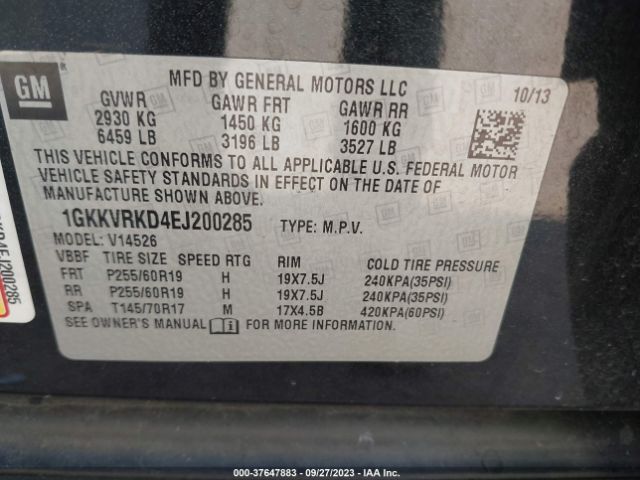 GM
MFD BY GENERAL MOTORS LLC
10/13
GVWR GAWR FRT GAWR RR
2930 KG 1450 KG 1600 KG
6459 LB 3196 LB 3527 LB
THIS VEHICLE CONFORMS TO ALL APPLICABLE U.S. FEDERAL MOTOR
VEHICLE SAFETY STANDARDS IN EFFECT ON THE DATE OF
MANUFACTURE SHOWN ABOVE.
1GKKVRKD4EJ200285 TYPE: M.P.V.
MODEL: V14526
VBBF TIRE SIZE SPEED RTG RIM COLD TIRE PRESSURE
FRT P255/60R19 H 19X7.5J 240KPA(35PSI)
RR P255/60R19 H 19X7.5J 240KPA(35PSI)
SPA T145/70R17 M 17X4.5B 420KPA(60PSI)
SEE OWNER'S MANUAL FOR MORE INFORMATION.
000-37647883 - 09/27/2023 - IAA Inc.